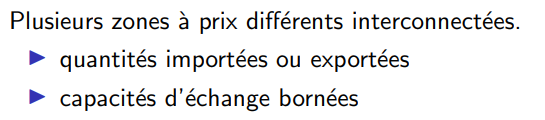 Plusieurs zones à prix différents interconnectées.
quantités importées ou exportées
capacités d'échange bornées